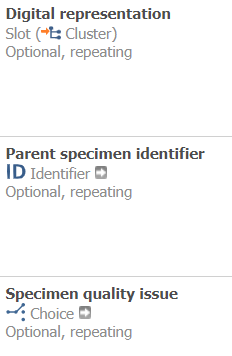 Digital representation
Slot (Cluster)
Optional, repeating
Parent specimen identifier
ID Identifier
Optional, repeating
Specimen quality issue
Choice
Optional, repeating